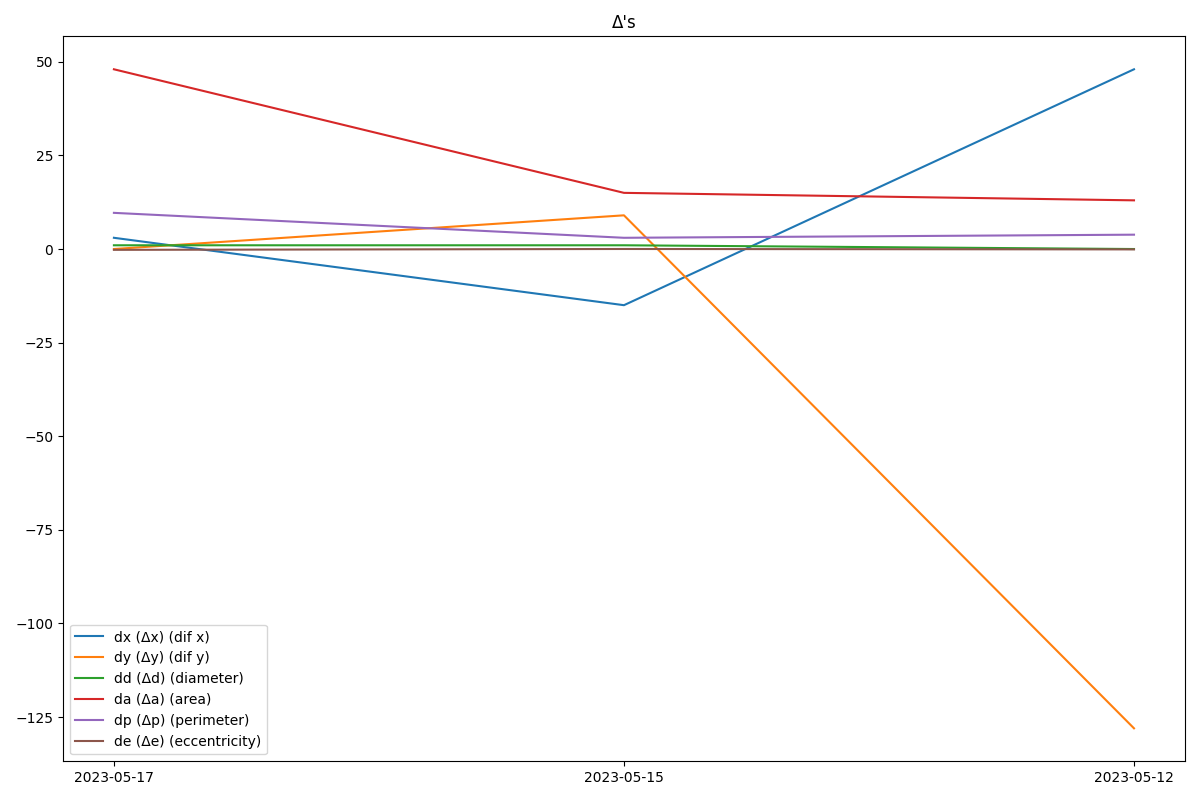 Δ's
50
25
0
−25
−50
−75
−100
−125
dx (Δx) (dif x)
dy (Δy) (dif y)
dd (Δd) (diameter)
da (Δa) (area)
dp (Δp) (perimeter)
de (Δe) (eccentricity)
2023-05-17
2023-05-15
2023-05-12